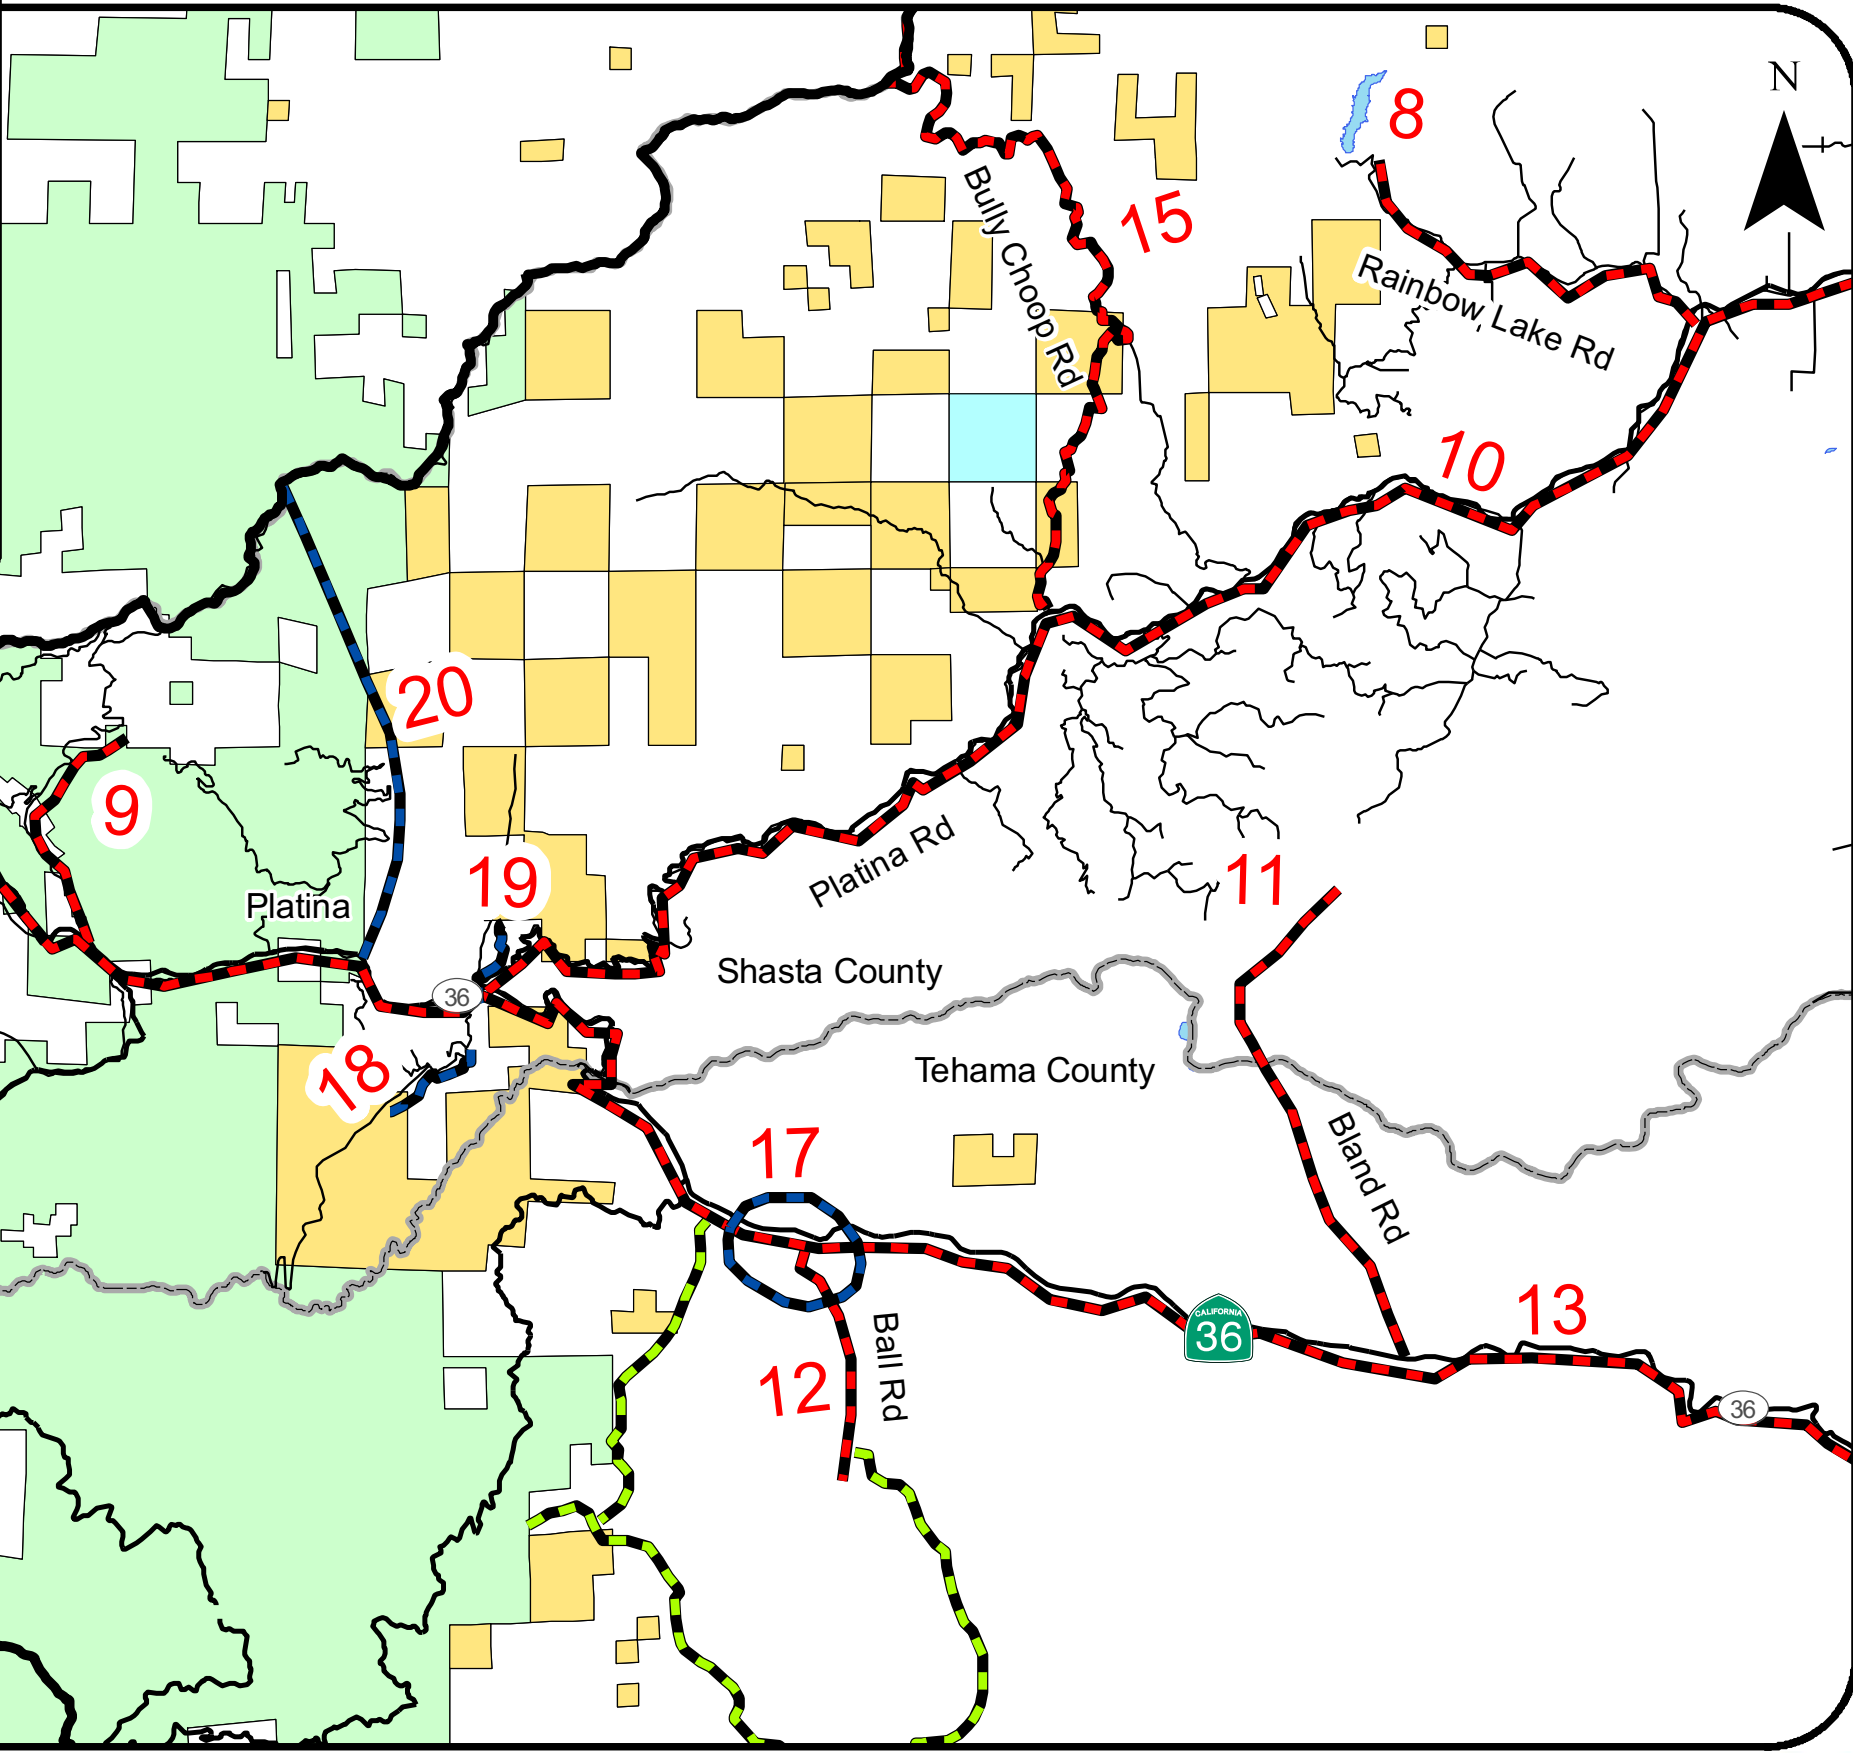 N
8
15
Bully Choop Rd
Rainbow Lake Rd
10
20
9
Platina
19
Platina Rd
11
36
Shasta County
Tehama County
18
17
Bland Rd
13
CALIFORNIA
36
12
Ball Rd
36